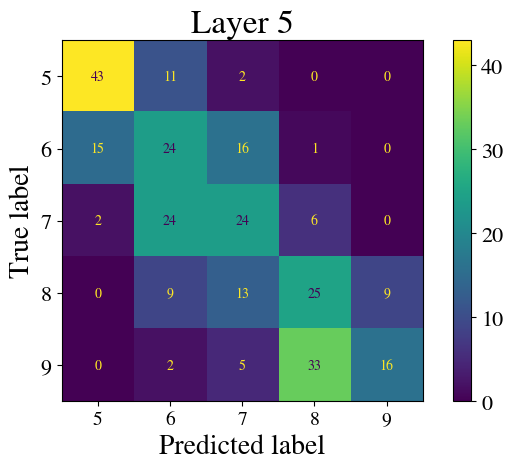 Layer 5
True label
5 43 11 2 0 0
6 15 24 16 1 0
7 2 24 24 6 0
8 0 9 13 25 9
9 0 2 5 33 16
5 6 7 8 9
Predicted label
40
30
20
10
0